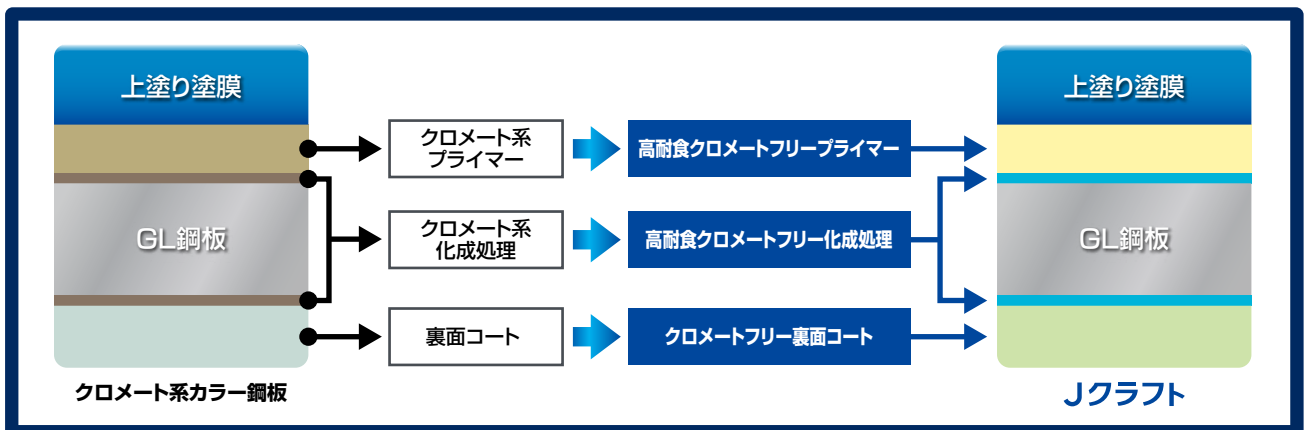 上塗り塗膜
GL鋼板
クロメート系カラー鋼板
クロメート系
プライマー
高耐食クロメートフリープライマー
クロメート系
化成処理
高耐食クロメートフリー化成処理
裏面コート
クロメートフリー裏面コート
上塗り塗膜
GL鋼板
Jクラフト